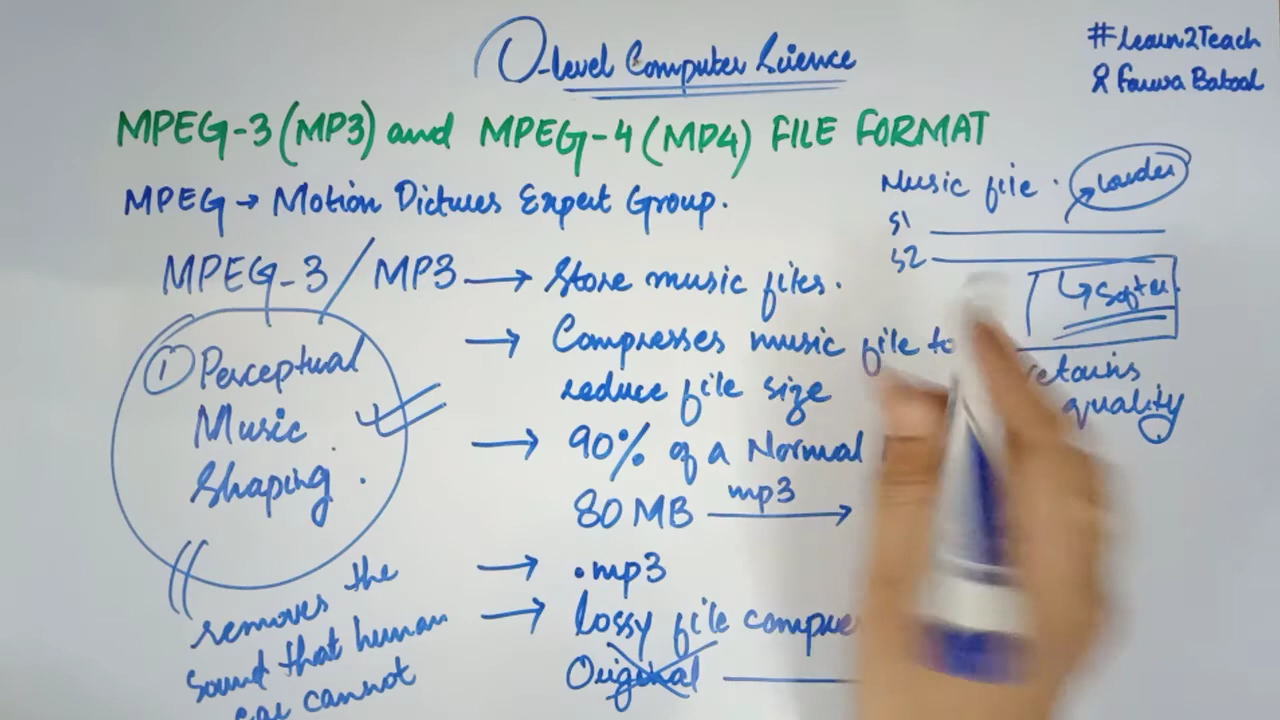 O-level Computer Science
#Learn2Teach
Farwa Batool
MPEG-3 (MP3) and MPEG-4 (MP4) FILE FORMAT
MPEG → Motion Pictures Expert Group.
Music file. Louder
S1
S2
Softer
MPEG-3 / MP3 → Store music files.
→ Compresses music file to
reduce file size
retains
quality
① Perceptual
Music
Shaping.
→ 90% of a Normal
80 MB mp3 →
→ .mp3
→ lossy file compre
Original
removes the
sound that human
ear cannot